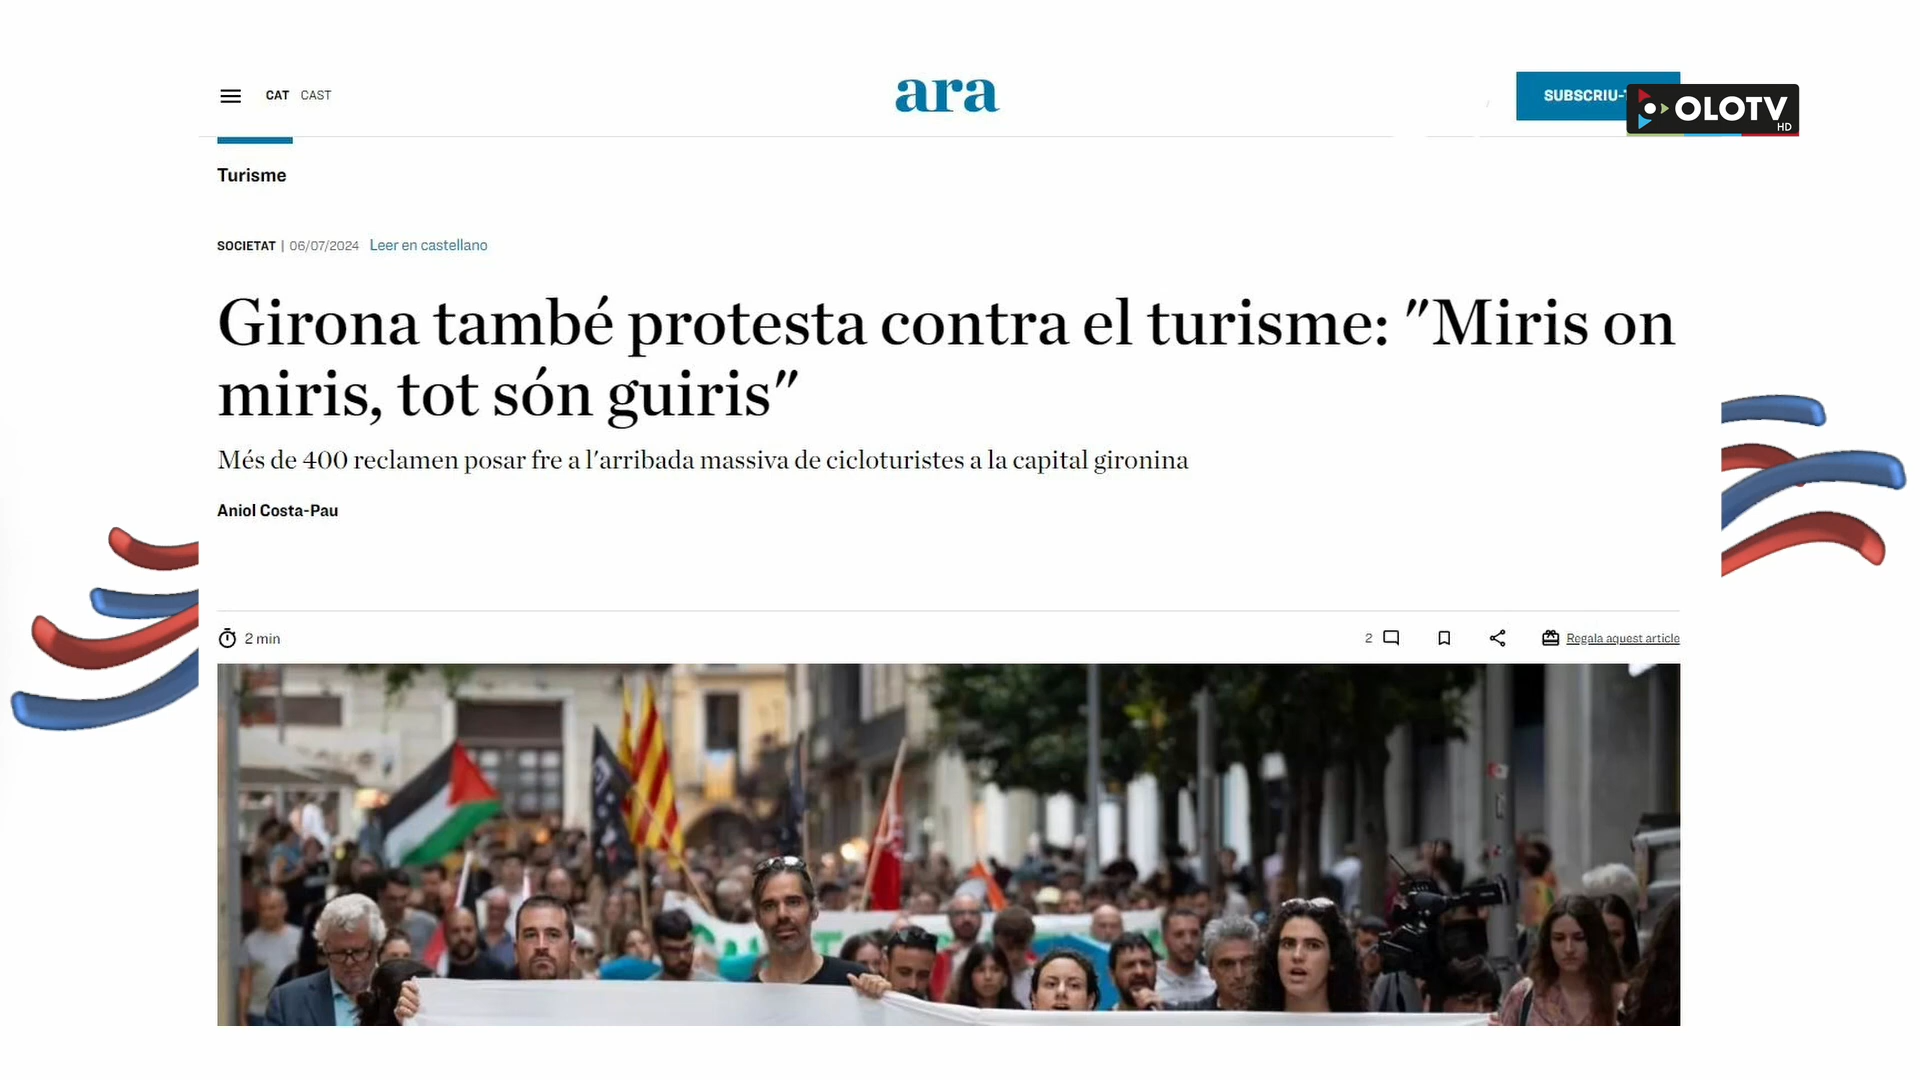 CAT CAST
ara
SUBSCRIU-
OLOTV
HD
Turisme
SOCIETAT | 06/07/2024 Leer en castellano
Girona també protesta contra el turisme: "Miris on
miris, tot són guiris"
Més de 400 reclamen posar fre a l'arribada massiva de cicloturistes a la capital gironina
Aniol Costa-Pau
2 min
2
Regala aquest article